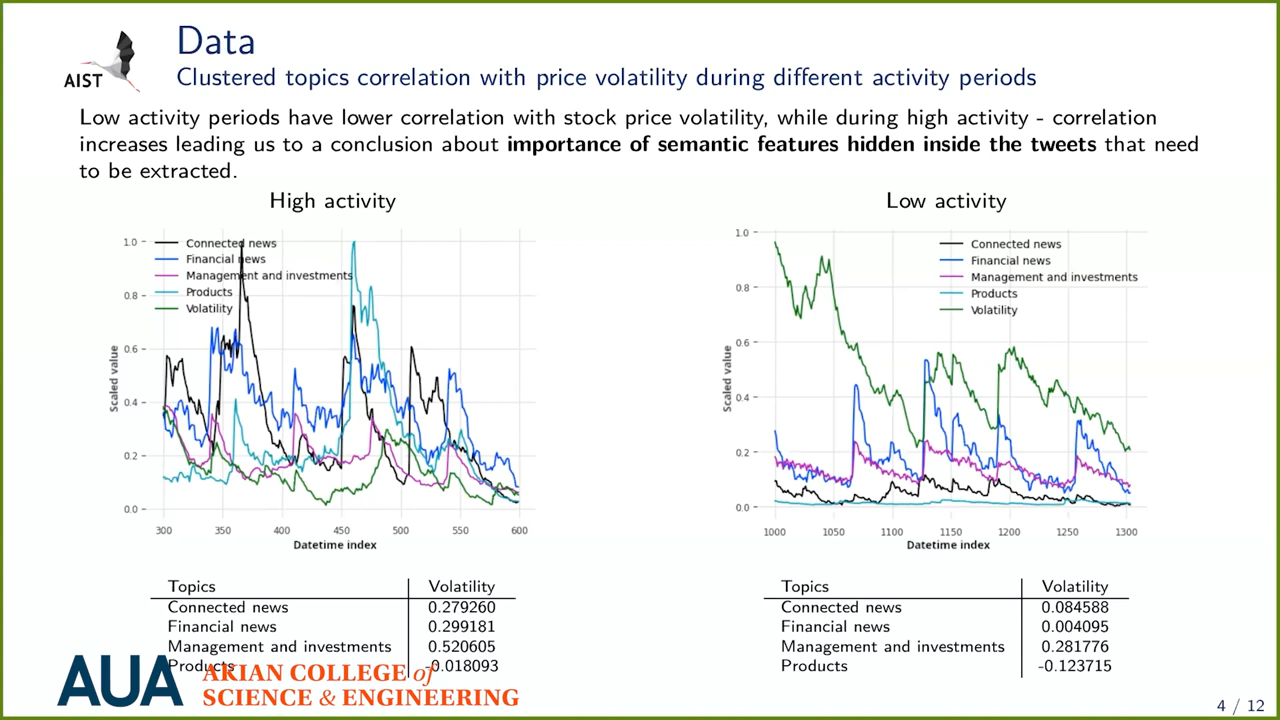 Data
AIST
Clustered topics correlation with price volatility during different activity periods
Low activity periods have lower correlation with stock price volatility, while during high activity - correlation
increases leading us to a conclusion about importance of semantic features hidden inside the tweets that need
to be extracted.
High activity
Connected news
Financial news
Management and investments
Products
Volatility
1.0
0.8
0.6
0.4
0.2
0.0
Scaled value
300 350 400 450 500 550 600
Datetime index
Low activity
Connected news
Financial news
Management and investments
Products
Volatility
1.0
0.8
0.6
0.4
0.2
0.0
Scaled value
1000 1050 1100 1150 1200 1250 1300
Datetime index
Topics Volatility
Connected news 0.279260
Financial news 0.299181
Management and investments 0.520605
Products -0.018093
Topics Volatility
Connected news 0.084588
Financial news 0.004095
Management and investments 0.281776
Products -0.123715
AUA AKIAN COLLEGE of
SCIENCE & ENGINEERING
4 / 12